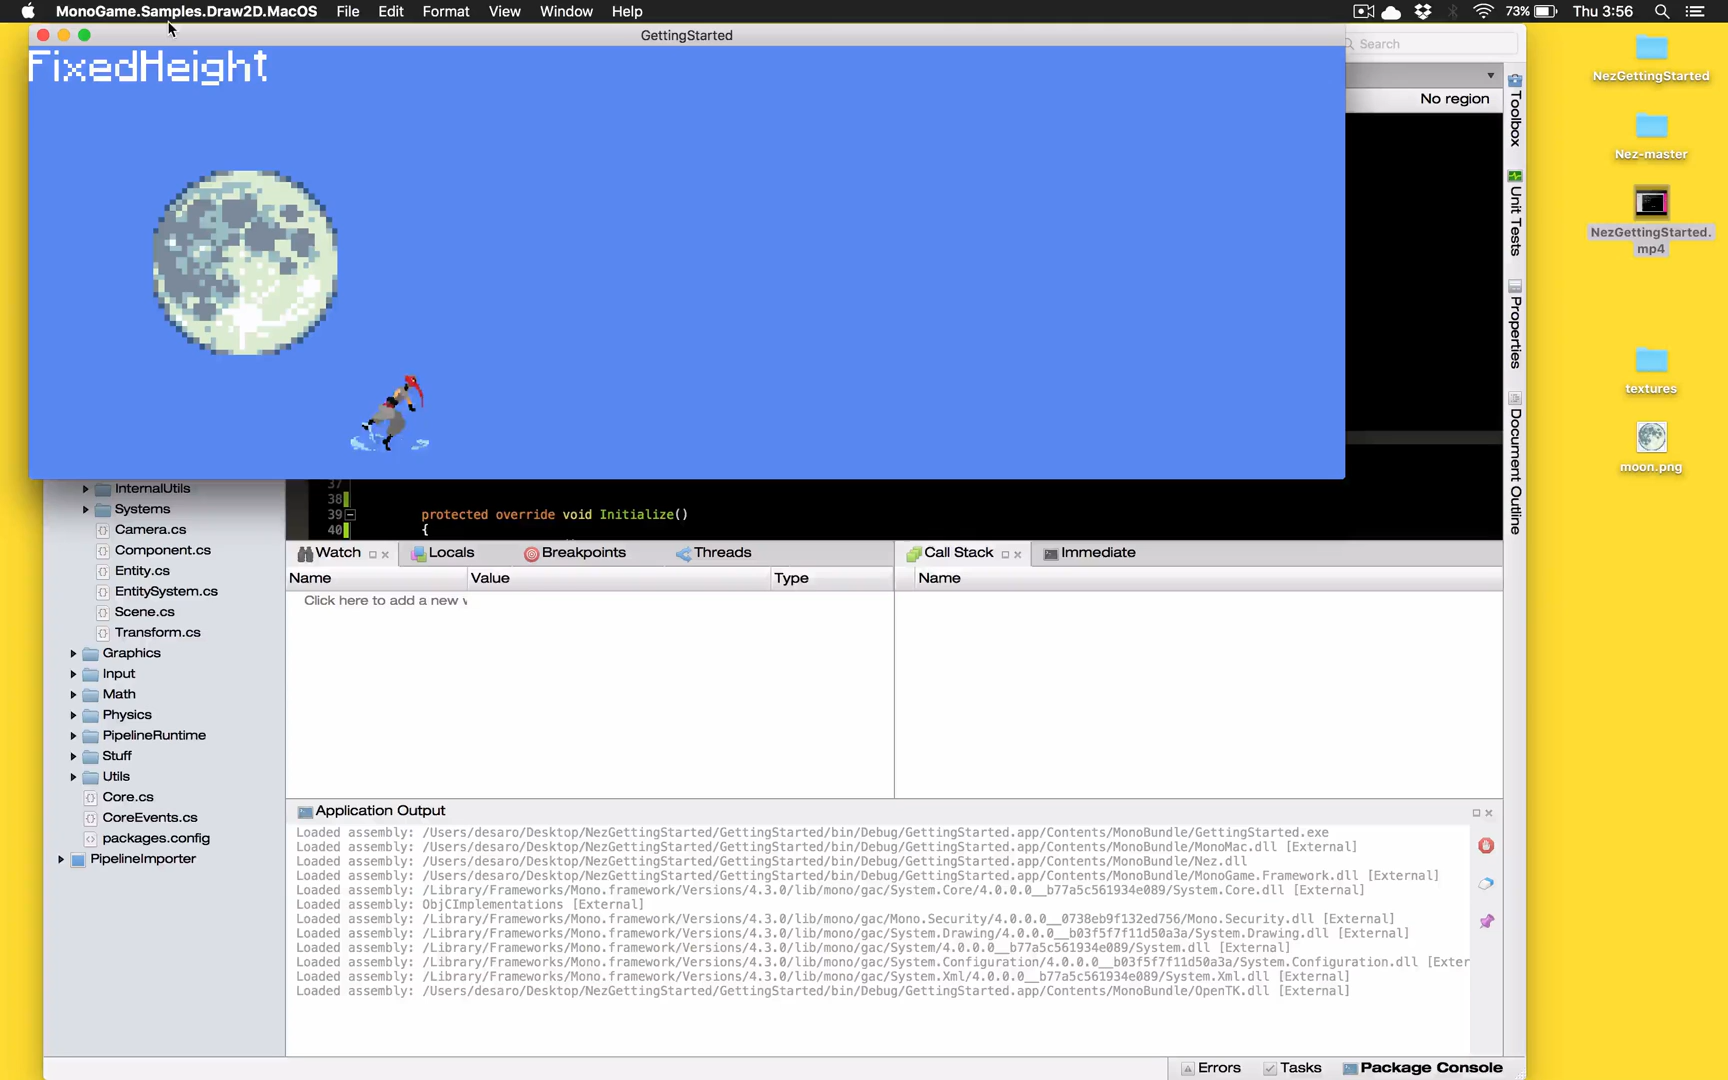 MonoGame.Samples.Draw2D.MacOS File Edit Format View Window Help 73% Thu 3:56
GettingStarted
FixedHeight
Search
No region
Toolbox
Unit Tests
Properties
Document Outline
NezGettingStarted
Nez-master
NezGettingStarted.
mp4
textures
moon.png
InternalUtils
Systems
Camera.cs
Component.cs
Entity.cs
EntitySystem.cs
Scene.cs
Transform.cs
Graphics
Input
Math
Physics
PipelineRuntime
Stuff
Utils
Core.cs
CoreEvents.cs
packages.config
PipelineImporter
37
38
39 protected override void Initialize()
40 {
Watch Locals Breakpoints Threads
Name Value Type
Click here to add a new v
Call Stack Immediate
Name
Application Output
Loaded assembly: /Users/desaro/Desktop/NezGettingStarted/GettingStarted/bin/Debug/GettingStarted.app/Contents/MonoBundle/GettingStarted.exe
Loaded assembly: /Users/desaro/Desktop/NezGettingStarted/GettingStarted/bin/Debug/GettingStarted.app/Contents/MonoBundle/MonoMac.dll [External]
Loaded assembly: /Users/desaro/Desktop/NezGettingStarted/GettingStarted/bin/Debug/GettingStarted.app/Contents/MonoBundle/Nez.dll
Loaded assembly: /Users/desaro/Desktop/NezGettingStarted/GettingStarted/bin/Debug/GettingStarted.app/Contents/MonoBundle/MonoGame.Framework.dll [External]
Loaded assembly: /Library/Frameworks/Mono.framework/Versions/4.3.0/lib/mono/gac/System.Core/4.0.0.0__b77a5c561934e089/System.Core.dll [External]
Loaded assembly: ObjCImplementations [External]
Loaded assembly: /Library/Frameworks/Mono.framework/Versions/4.3.0/lib/mono/gac/Mono.Security/4.0.0.0__0738eb9f132ed756/Mono.Security.dll [External]
Loaded assembly: /Library/Frameworks/Mono.framework/Versions/4.3.0/lib/mono/gac/System.Drawing/4.0.0.0__b03f5f7f11d50a3a/System.Drawing.dll [External]
Loaded assembly: /Library/Frameworks/Mono.framework/Versions/4.3.0/lib/mono/gac/System/4.0.0.0__b77a5c561934e089/System.dll [External]
Loaded assembly: /Library/Frameworks/Mono.framework/Versions/4.3.0/lib/mono/gac/System.Configuration/4.0.0.0__b03f5f7f11d50a3a/System.Configuration.dll [Exter
Loaded assembly: /Library/Frameworks/Mono.framework/Versions/4.3.0/lib/mono/gac/System.Xml/4.0.0.0__b77a5c561934e089/System.Xml.dll [External]
Loaded assembly: /Users/desaro/Desktop/NezGettingStarted/GettingStarted/bin/Debug/GettingStarted.app/Contents/MonoBundle/OpenTK.dll [External]
Errors Tasks Package Console